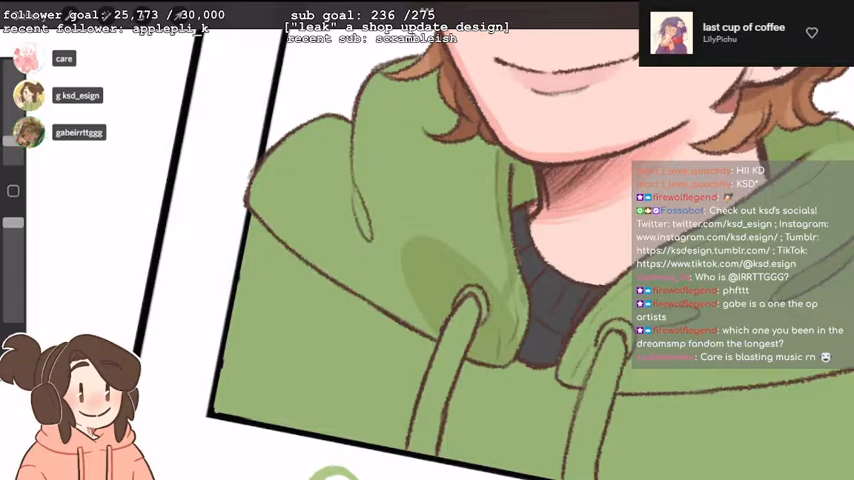 follower goal: 25,773 / 30,000
recent follower: applepli_k
sub goal: 236 /275
["leak" a shop update design]
recent sub: scrambleish
last cup of coffee
LilyPichu
care
g ksd_esign
gabeirrttggg
HII KD
KSD*
firewolflegend:
Fossabot: Check out ksd's socials!
Twitter: twitter.com/ksd_esign ; Instagram:
www.instagram.com/ksd.esign/ ; Tumblr:
https://ksdesign.tumblr.com/ ; TikTok:
https://www.tiktok.com/@ksd.esign
Who is @IRRTTGGG?
firewolflegend: phfttt
firewolflegend: gabe is a one the op
artists
firewolflegend: which one you been in the
dreamsmp fandom the longest?
Care is blasting music rn